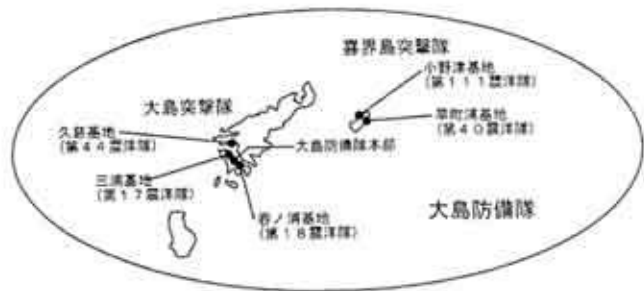 喜界島突撃隊
小野津基地
(第111震洋隊)
早町浦基地
(第40震洋隊)
大島突撃隊
久慈基地
(第44震洋隊)
大島防備隊本部
三浦基地
(第17震洋隊)
呑ノ浦基地
(第18震洋隊)
大島防備隊